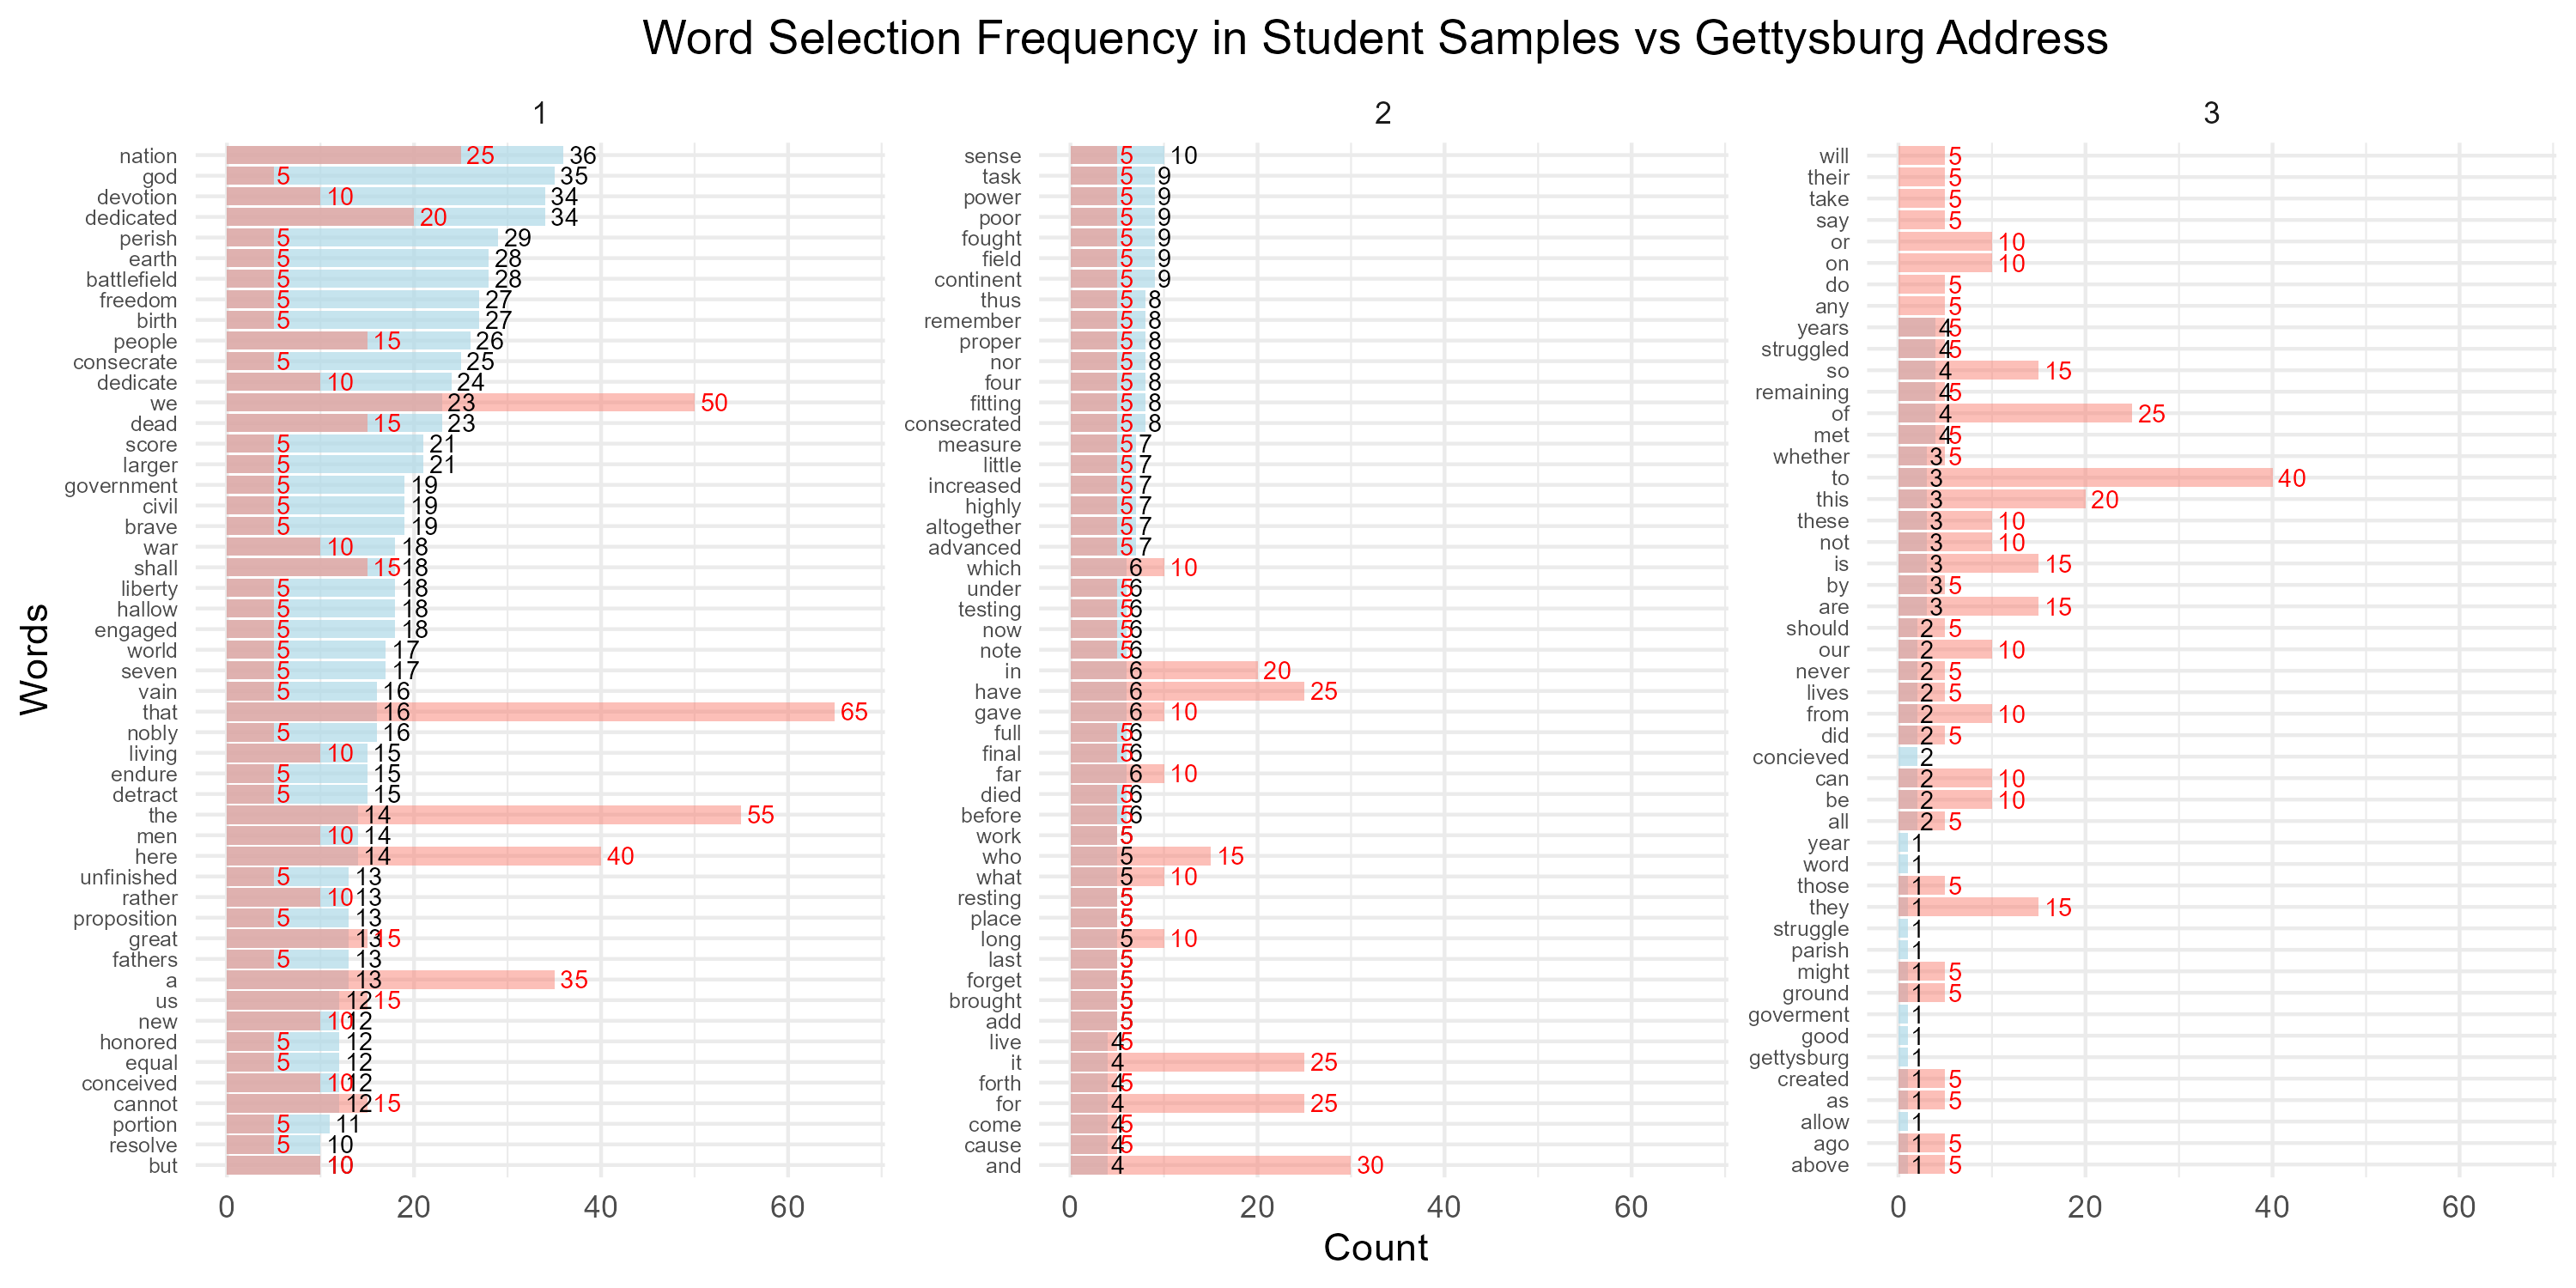 Word Selection Frequency in Student Samples vs Gettysburg Address
1
nation 25 36
god 5 35
devotion 10 34
dedicated 20 34
perish 5 29
earth 5 28
battlefield 5 28
freedom 5 27
birth 5 27
people 15 26
consecrate 5 25
dedicate 10 24
we 23 50
dead 15 23
score 5 21
larger 5 21
government 5 19
civil 5 19
brave 5 19
war 10 18
shall 15 18
liberty 5 18
hallow 5 18
engaged 5 18
world 5 17
seven 5 17
vain 5 16
that 16 65
nobly 5 16
living 10 15
endure 5 15
detract 5 15
the 14 55
men 10 14
here 14 40
unfinished 5 13
rather 10 13
proposition 5 13
great 13 15
fathers 5 13
a 13 35
us 12 15
new 10 12
honored 5 12
equal 5 12
conceived 10 12
cannot 12 15
portion 5 11
resolve 5 10
but 10
0 20 40 60
2
sense 5 10
task 5 9
power 5 9
poor 5 9
fought 5 9
field 5 9
continent 5 9
thus 5 8
remember 5 8
proper 5 8
nor 5 8
four 5 8
fitting 5 8
consecrated 5 8
measure 5 7
little 5 7
increased 5 7
highly 5 7
altogether 5 7
advanced 5 7
which 6 10
under 5 6
testing 5 6
now 5 6
note 5 6
in 6 20
have 6 25
gave 6 10
full 5 6
final 5 6
far 6 10
died 5 6
before 5 6
work 5
who 5 15
what 5 10
resting 5
place 5
long 5 10
last 5
forget 5
brought 5
add 5
live 4 5
it 4 25
forth 4 5
for 4 25
come 4 5
cause 4 5
and 4 30
0 20 40 60
3
will 5
their 5
take 5
say 5
or 10
on 10
do 5
any 5
years 4 5
struggled 4 5
so 4 15
remaining 4 5
of 4 25
met 4 5
whether 3 5
to 3 40
this 3 20
these 3 10
not 3 10
is 3 15
by 3 5
are 3 15
should 2 5
our 2 10
never 2 5
lives 2 5
from 2 10
did 2 5
concieved 2
can 2 10
be 2 10
all 2 5
year 1
word 1
those 1 5
they 1 15
struggle 1
parish 1
might 1 5
ground 1 5
goverment 1
good 1
gettysburg 1
created 1 5
as 1 5
allow 1
ago 1 5
above 1 5
0 20 40 60
Words
Count